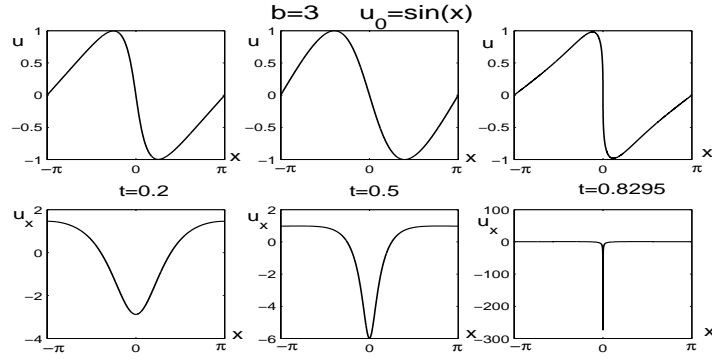 b=3 u₀=sin(x)
u 1 0.5 0 −0.5 −1 −π 0 π x
u 1 0.5 0 −0.5 −1 −π 0 π x
u 1 0.5 0 −0.5 −1 −π 0 π x
t=0.2 t=0.5 t=0.8295
uₓ 2 0 −2 −4 −π 0 π x
uₓ 2 0 −2 −4 −6 −π 0 π x
uₓ 100 0 −100 −200 −300 −π 0 π x